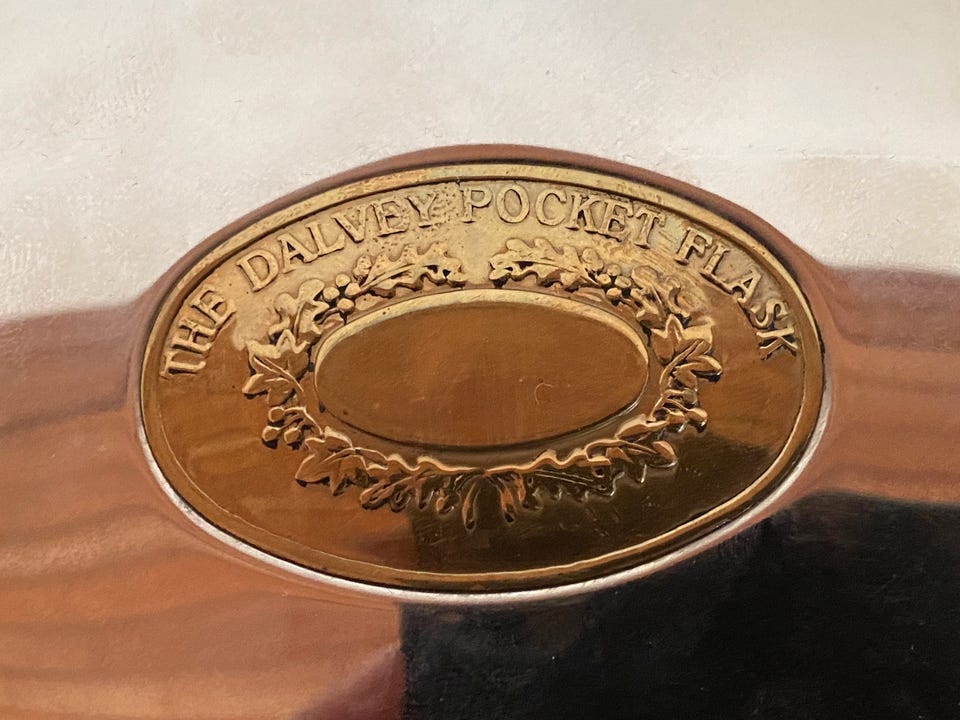 THE DALVEY POCKET FLASK